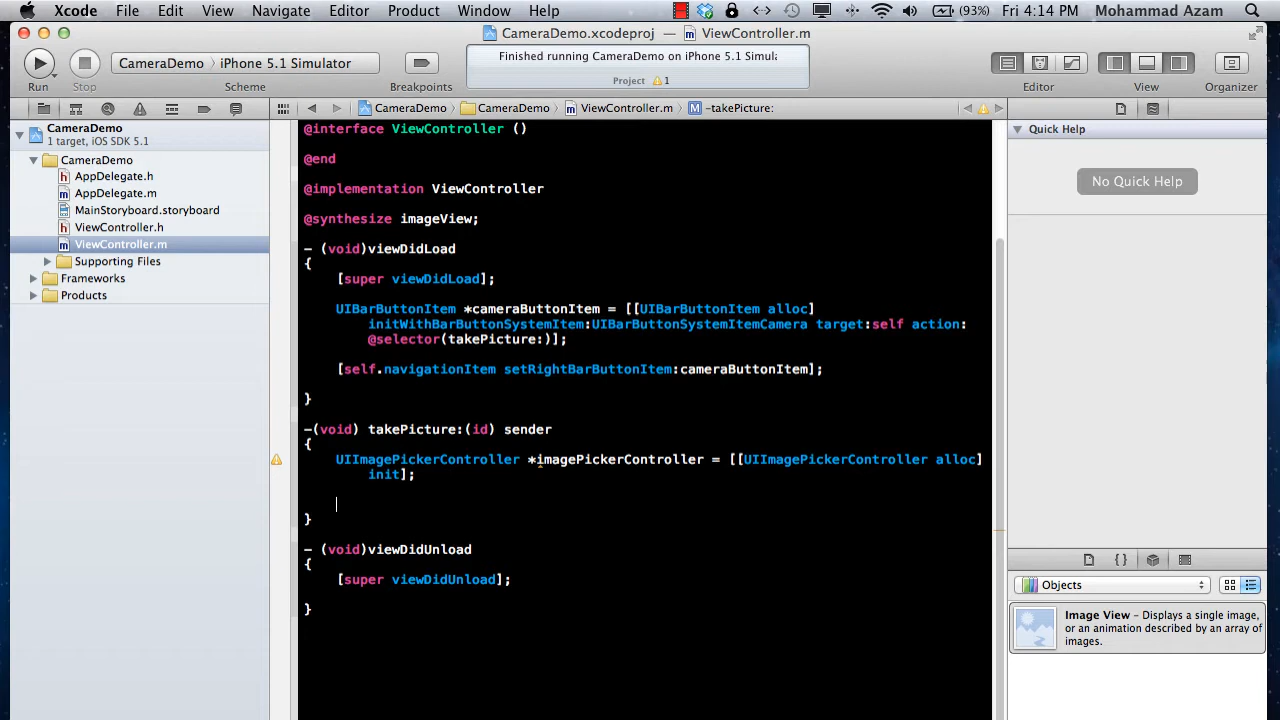 Xcode File Edit View Navigate Editor Product Window Help (93%) Fri 4:14 PM Mohammad Azam
CameraDemo.xcodeproj — ViewController.m
CameraDemo iPhone 5.1 Simulator
Finished running CameraDemo on iPhone 5.1 Simula
Project 1
Run Stop Scheme Breakpoints Editor View Organizer
CameraDemo CameraDemo ViewController.m M -takePicture:
CameraDemo
1 target, iOS SDK 5.1
CameraDemo
AppDelegate.h
AppDelegate.m
MainStoryboard.storyboard
ViewController.h
ViewController.m
Supporting Files
Frameworks
Products
@interface ViewController ()
@end
@implementation ViewController
@synthesize imageView;
- (void)viewDidLoad
{
[super viewDidLoad];
UIBarButtonItem *cameraButtonItem = [[UIBarButtonItem alloc]
initWithBarButtonSystemItem:UIBarButtonSystemItemCamera target:self action:
@selector(takePicture:)];
[self.navigationItem setRightBarButtonItem:cameraButtonItem];
}
-(void) takePicture:(id) sender
{
UIImagePickerController *imagePickerController = [[UIImagePickerController alloc]
init];
}
- (void)viewDidUnload
{
[super viewDidUnload];
}
Quick Help
No Quick Help
{ }
Objects
Image View – Displays a single image,
or an animation described by an array of
images.